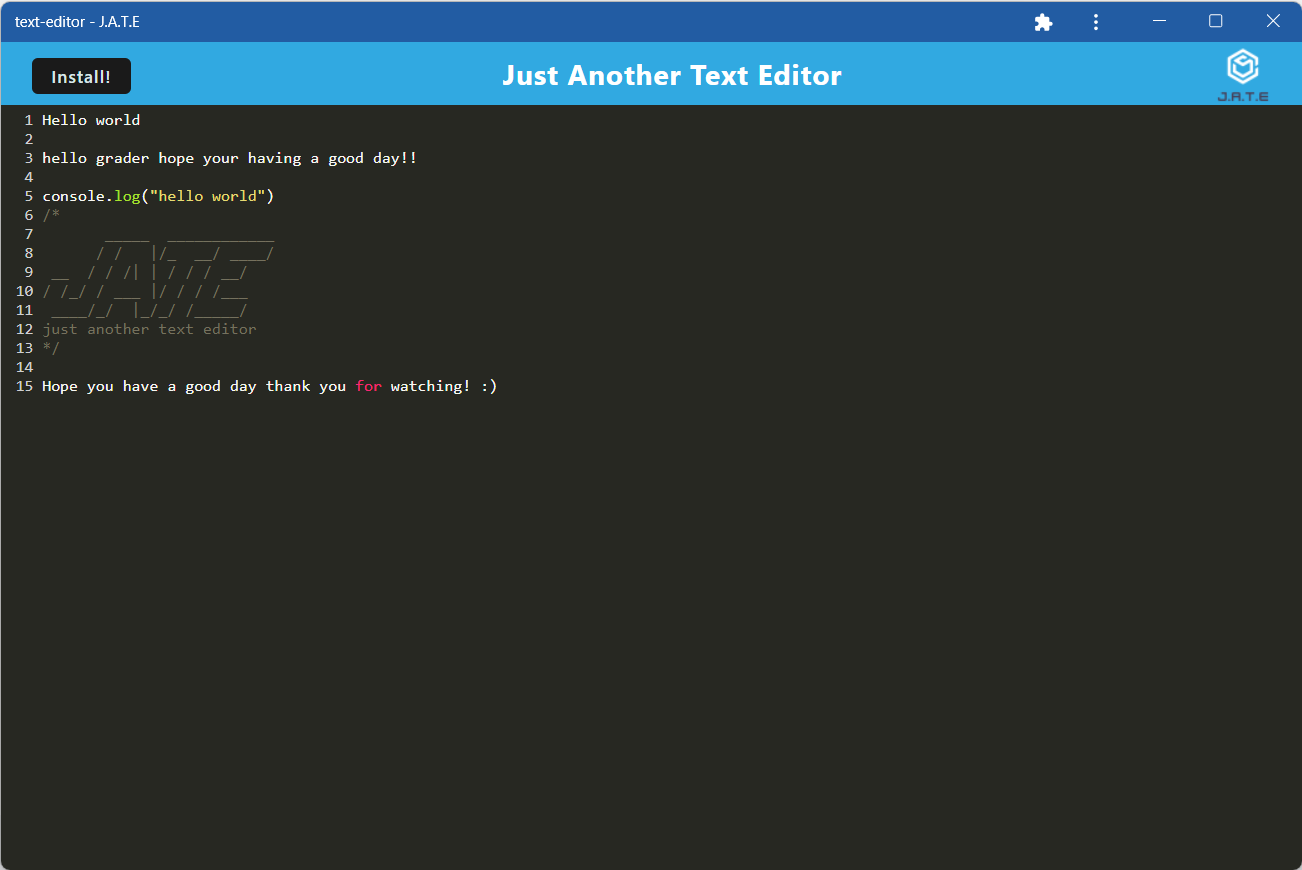 text-editor - J.A.T.E
Install!
Just Another Text Editor
J.A.T.E
1 Hello world
2
3 hello grader hope your having a good day!!
4
5 console.log("hello world")
6 /*
7        _____  ____________
8       / /   |/_  __/ ____/
9  __  / / /| | / / / __/
10 / /_/ / ___ |/ / / /___
11  ____/_/  |_/_/ /_____/
12 just another text editor
13 */
14
15 Hope you have a good day thank you for watching! :)